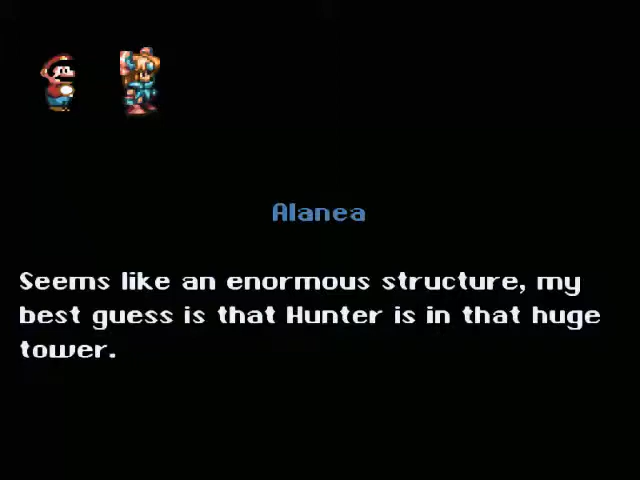 Alanea
Seems like an enormous structure, my
best guess is that Hunter is in that huge
tower.